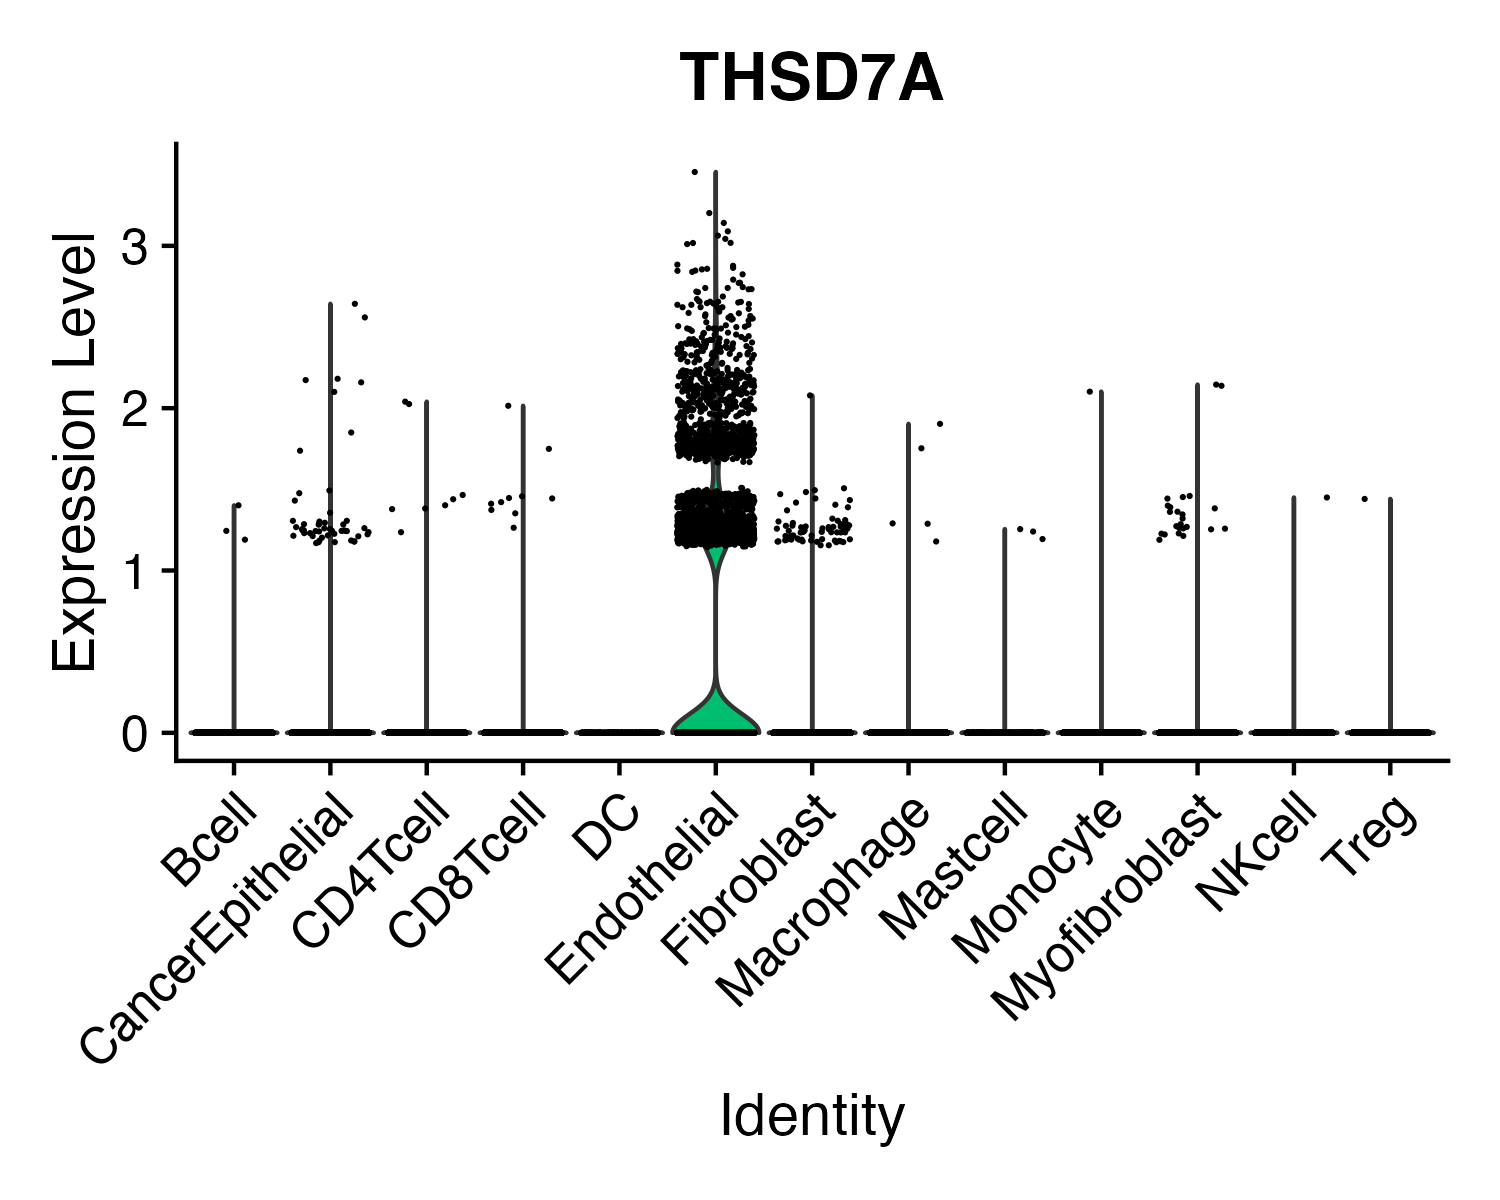 THSD7A
Expression Level
3
2
1
0
Bcell
CancerEpithelial
CD4Tcell
CD8Tcell
DC
Endothelial
Fibroblast
Macrophage
Mastcell
Monocyte
Myofibroblast
NKcell
Treg
Identity